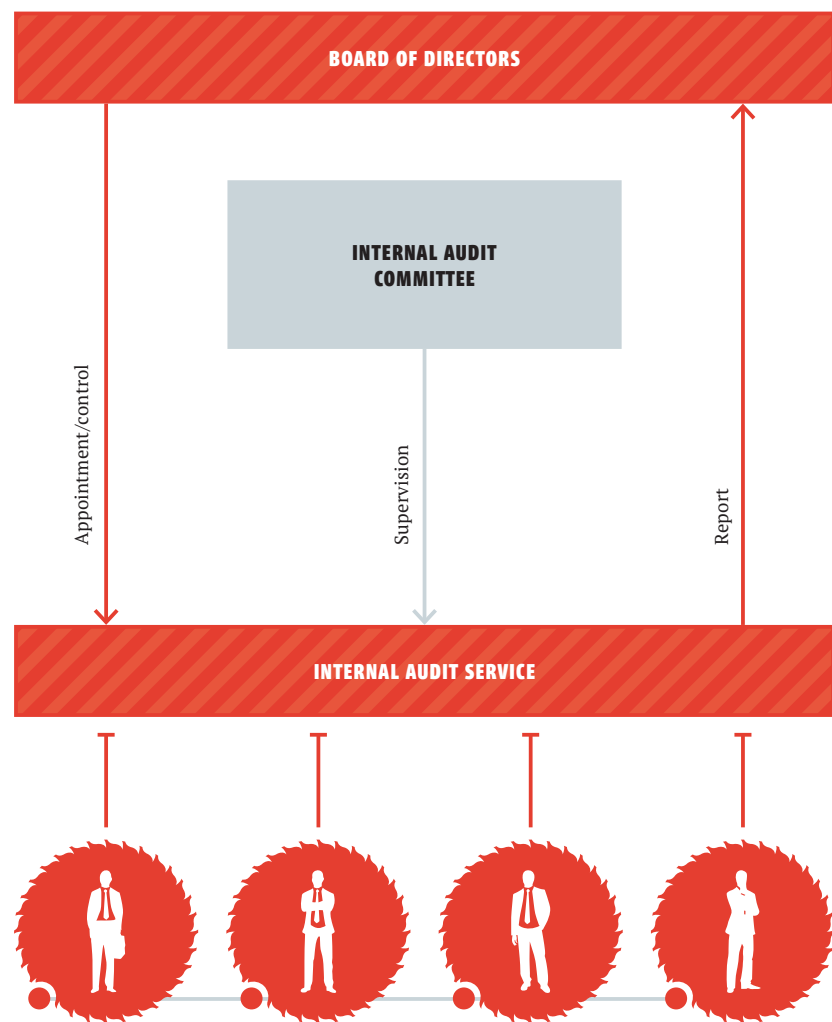 BOARD OF DIRECTORS
INTERNAL AUDIT
COMMITTEE
Appointment/control
Supervision
Report
INTERNAL AUDIT SERVICE